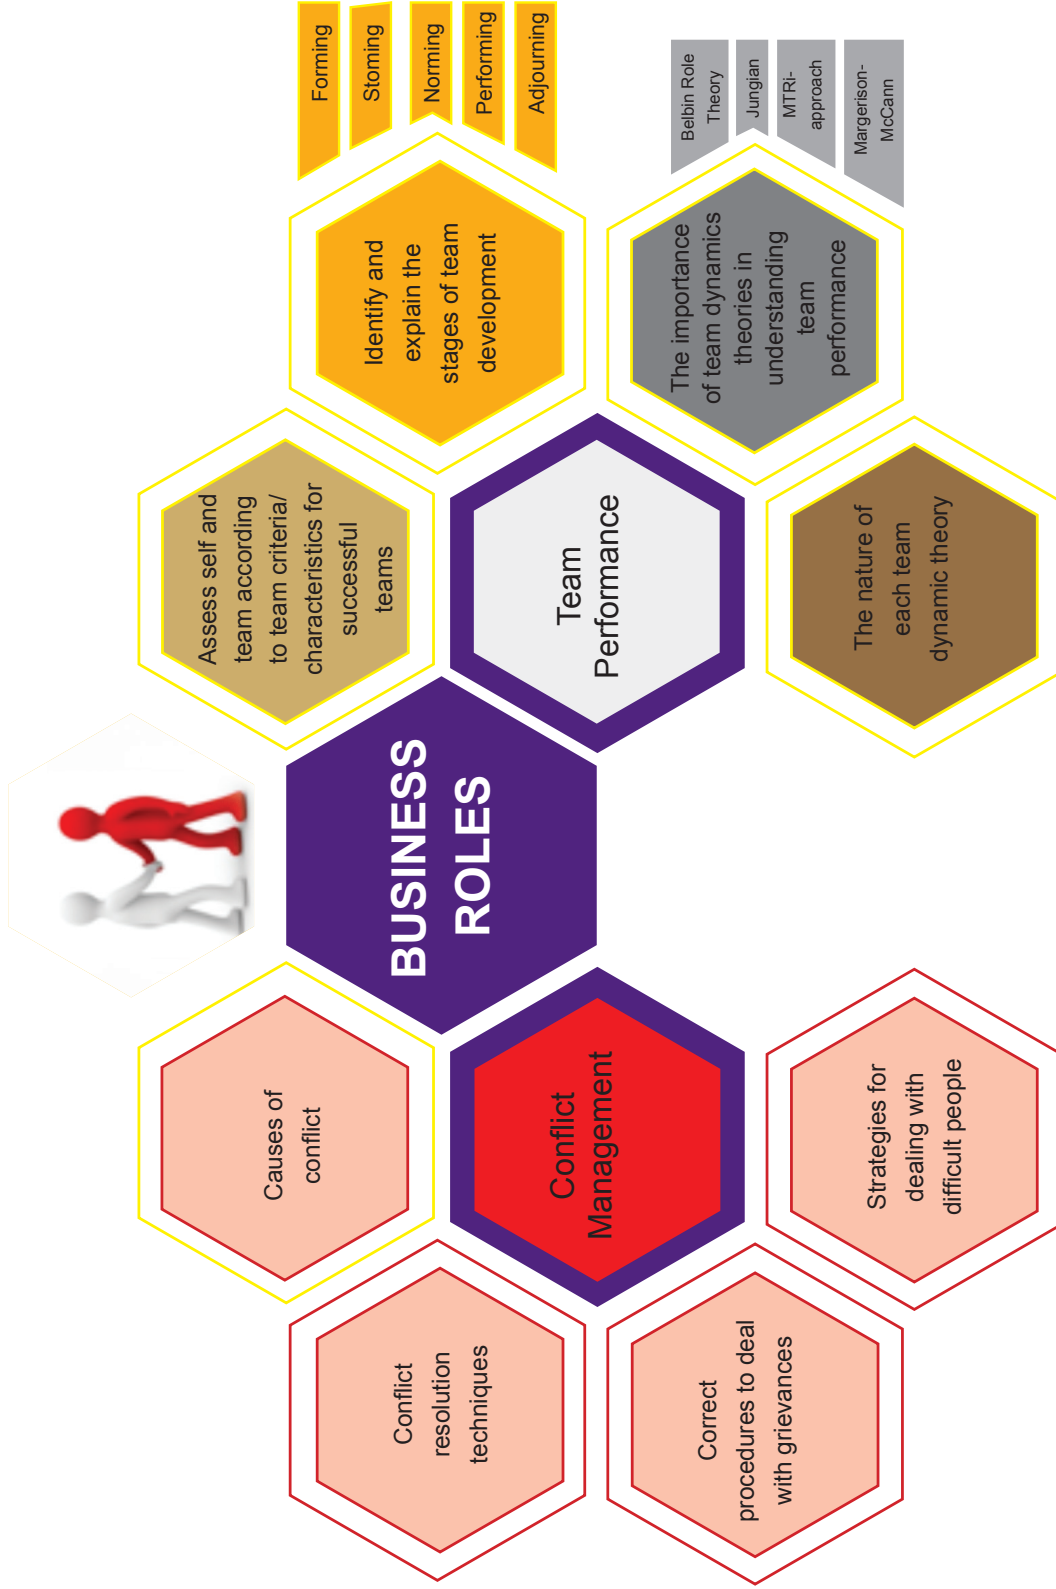 BUSINESS
ROLES
Causes of
conflict
Conflict
resolution
techniques
Conflict
Management
Correct
procedures to deal
with grievances
Strategies for
dealing with
difficult people
Assess self and
team according
to team criteria/
characteristics for
successful
teams
Team
Performance
Identify and
explain the
stages of team
development
Forming
Stoming
Norming
Performing
Adjourning
The importance
of team dynamics
theories in
understanding
team
performance
Belbin Role
Theory
Jungian
MTRi-
approach
Margerison-
McCann
The nature of
each team
dynamic theory